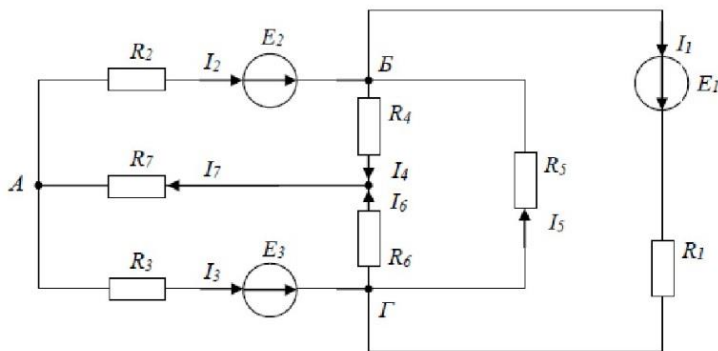 R2 I2 E2 Б I1
E1
R4
А R7 I7 I4 R5
I6 I5
R3 I3 E3 R6 R1
Г